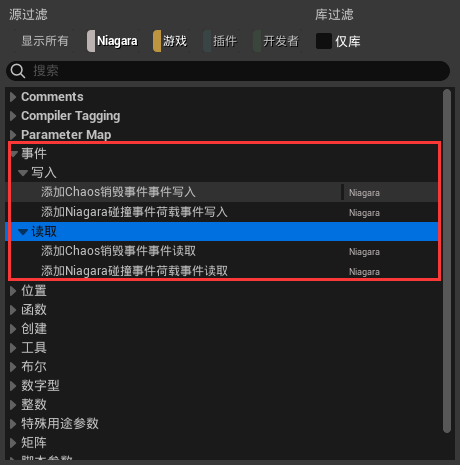 源过滤 库过滤
显示所有 Niagara 游戏 插件 开发者 仅库
搜索
Comments
Compiler Tagging
Parameter Map
事件
写入
添加Chaos销毁事件事件写入 Niagara
添加Niagara碰撞事件荷载事件写入 Niagara
读取
添加Chaos销毁事件事件读取 Niagara
添加Niagara碰撞事件荷载事件读取 Niagara
位置
函数
创建
工具
布尔
数字型
整数
特殊用途参数
矩阵
脚本参数